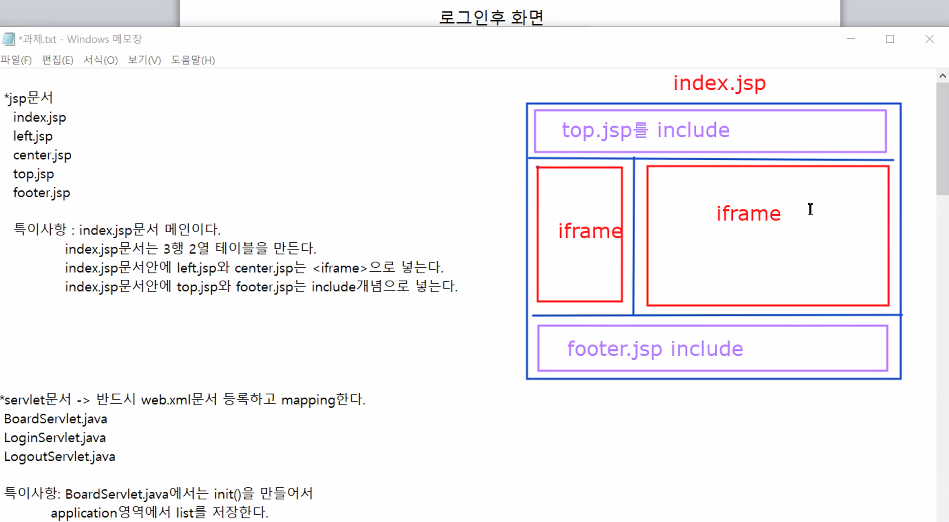 로그인후 화면
*과제.txt - Windows 메모장
파일(F) 편집(E) 서식(O) 보기(V) 도움말(H)
*jsp문서
index.jsp
left.jsp
center.jsp
top.jsp
footer.jsp
특이사항 : index.jsp문서 메인이다.
index.jsp문서는 3행 2열 테이블을 만든다.
index.jsp문서안에 left.jsp와 center.jsp는 <iframe>으로 넣는다.
index.jsp문서안에 top.jsp와 footer.jsp는 include개념으로 넣는다.
*servlet문서 -> 반드시 web.xml문서 등록하고 mapping한다.
BoardServlet.java
LoginServlet.java
LogoutServlet.java
특이사항: BoardServlet.java에서는 init()을 만들어서
application영역에서 list를 저장한다.
index.jsp
top.jsp를 include
iframe
iframe
footer.jsp include